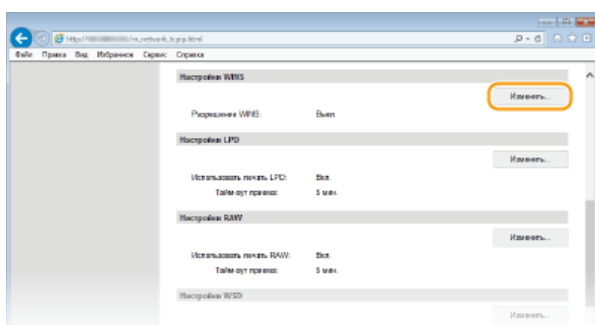 Файл Правка Вид Избранное Сервис Справка
Настройки WINS
Изменить...
Разрешение WINS: Выкл.
Настройки LPD
Изменить...
Использовать печать LPD: Вкл.
Тайм-аут приема: 5 мин.
Настройки RAW
Изменить...
Использовать печать RAW: Вкл.
Тайм-аут приема: 5 мин.
Настройки WSD
Изменить...